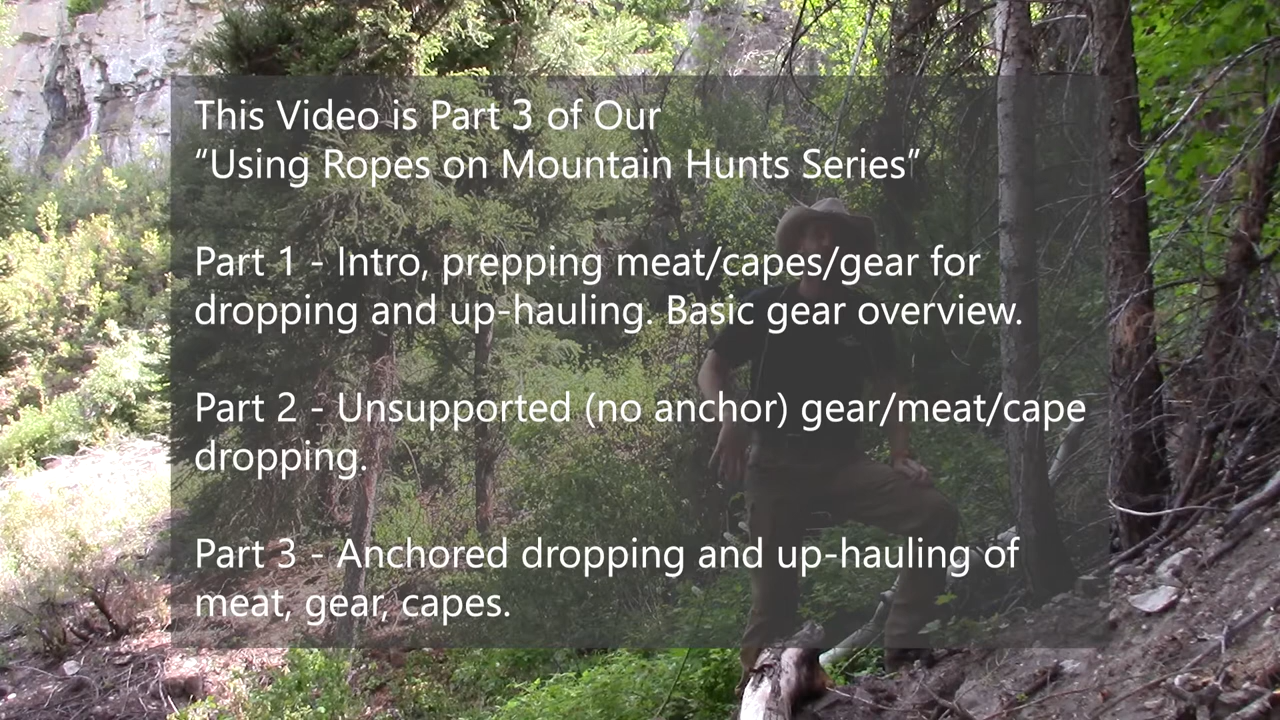 This Video is Part 3 of Our
“Using Ropes on Mountain Hunts Series”
Part 1 - Intro, prepping meat/capes/gear for
dropping and up-hauling. Basic gear overview.
Part 2 - Unsupported (no anchor) gear/meat/cape
dropping.
Part 3 - Anchored dropping and up-hauling of
meat, gear, capes.